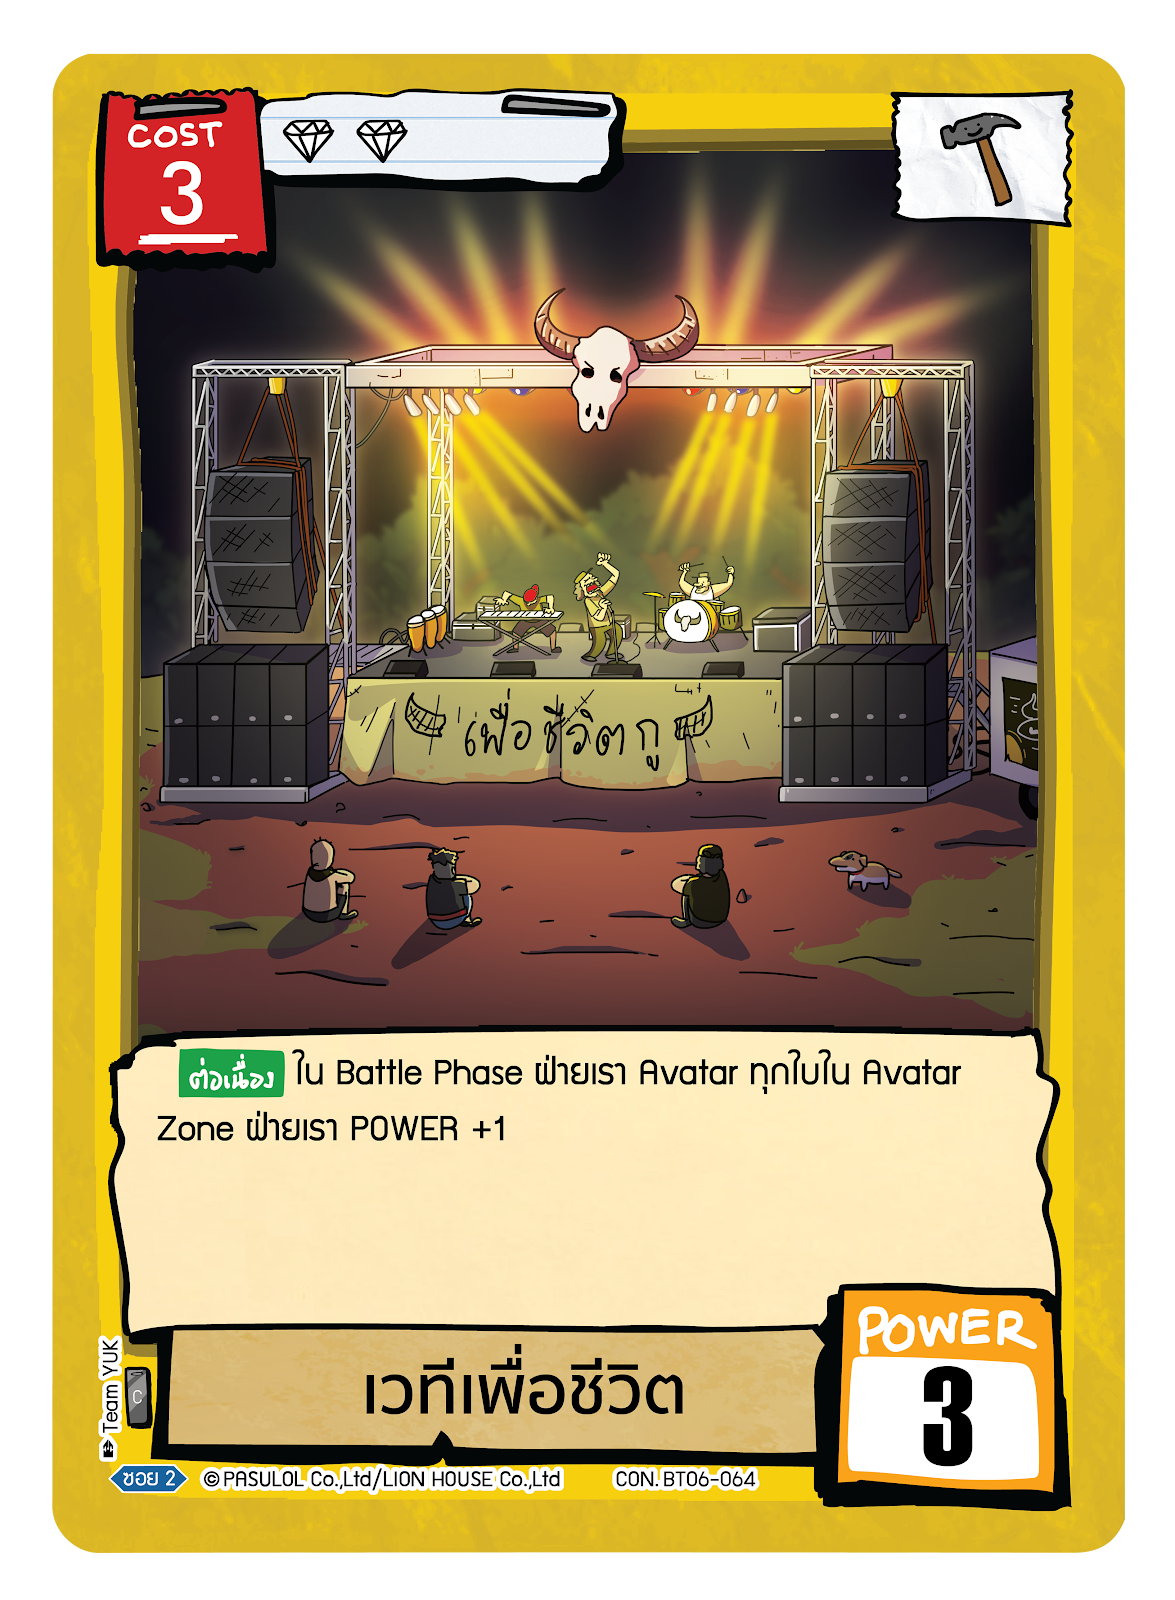 COST
3
เพื่อชีวิตกู
ต่อเนื่อง ใน Battle Phase ฝ่ายเรา Avatar ทุกใบใน Avatar
Zone ฝ่ายเรา POWER +1
POWER
3
เวทีเพื่อชีวิต
Team YUK
C
ซอย 2
© PASULOL Co.,Ltd/LION HOUSE Co.,Ltd
CON. BT06-064